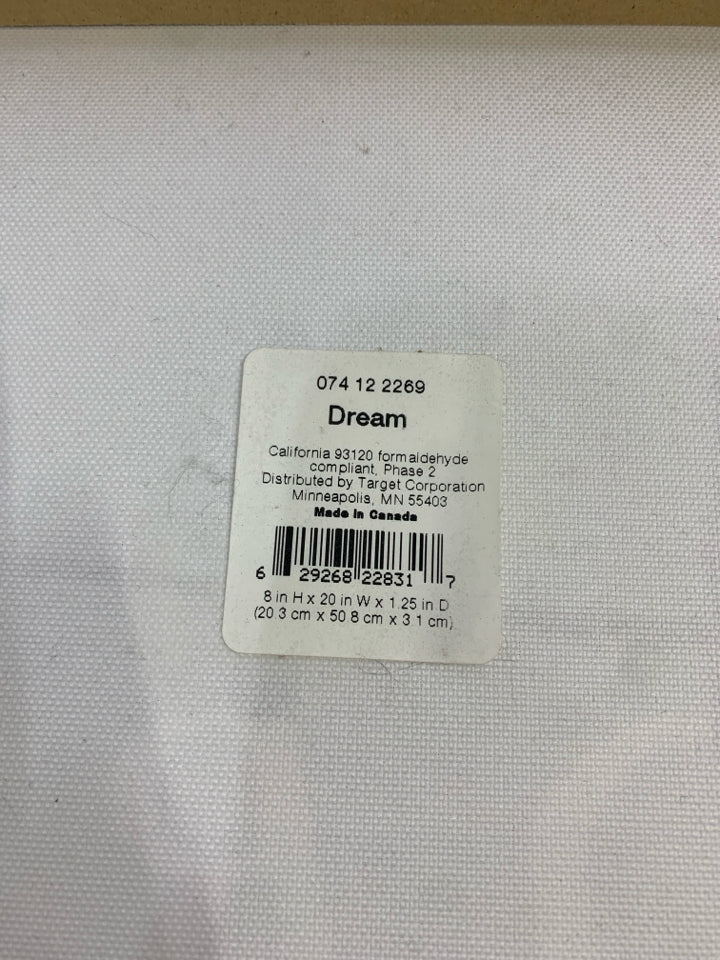 074 12 2269
Dream
California 93120 formaldehyde
compliant, Phase 2
Distributed by Target Corporation
Minneapolis, MN 55403
Made in Canada
6 29268 22831 7
8 in H x 20 in W x 1.25 in D
(20.3 cm x 50.8 cm x 3.1 cm)